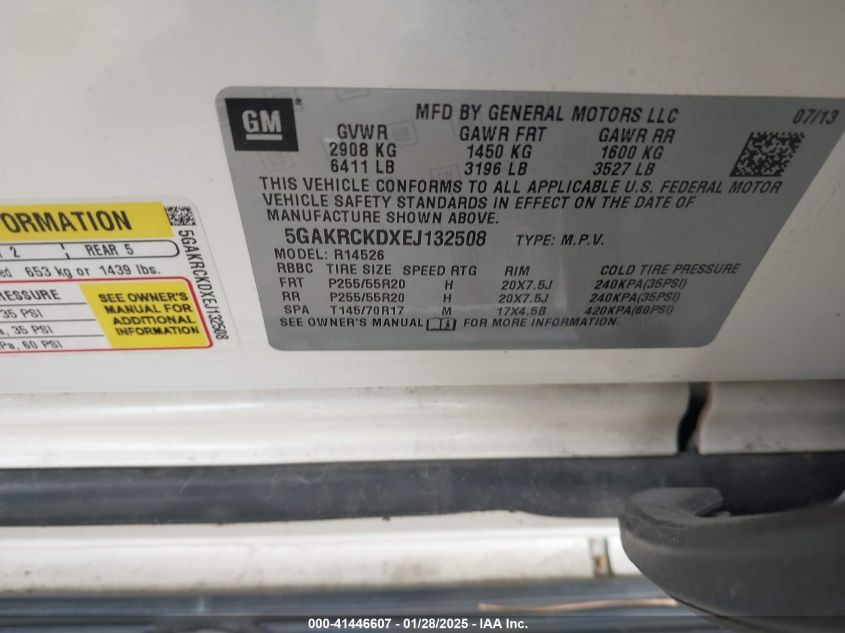 GM
MFD BY GENERAL MOTORS LLC 07/13
GVWR GAWR FRT GAWR RR
2908 KG 1450 KG 1600 KG
6411 LB 3196 LB 3527 LB
THIS VEHICLE CONFORMS TO ALL APPLICABLE U.S. FEDERAL MOTOR
VEHICLE SAFETY STANDARDS IN EFFECT ON THE DATE OF
MANUFACTURE SHOWN ABOVE.
5GAKRCKDXEJ132508 TYPE: M.P.V.
MODEL: R14526
RBBC TIRE SIZE SPEED RTG RIM COLD TIRE PRESSURE
FRT P255/55R20 H 20X7.5J 240KPA(35PSI)
RR P255/55R20 H 20X7.5J 240KPA(35PSI)
SPA T145/70R17 M 17X4.5B 420KPA(60PSI)
SEE OWNER'S MANUAL FOR MORE INFORMATION.
ORMATION
2 REAR 5
653 kg or 1439 lbs.
SEE OWNER'S
MANUAL FOR
ADDITIONAL
INFORMATION
35 PSI
35 PSI
60 PSI
5GAKRCKDXEJ132508
000-41446607 - 01/28/2025 - IAA Inc.